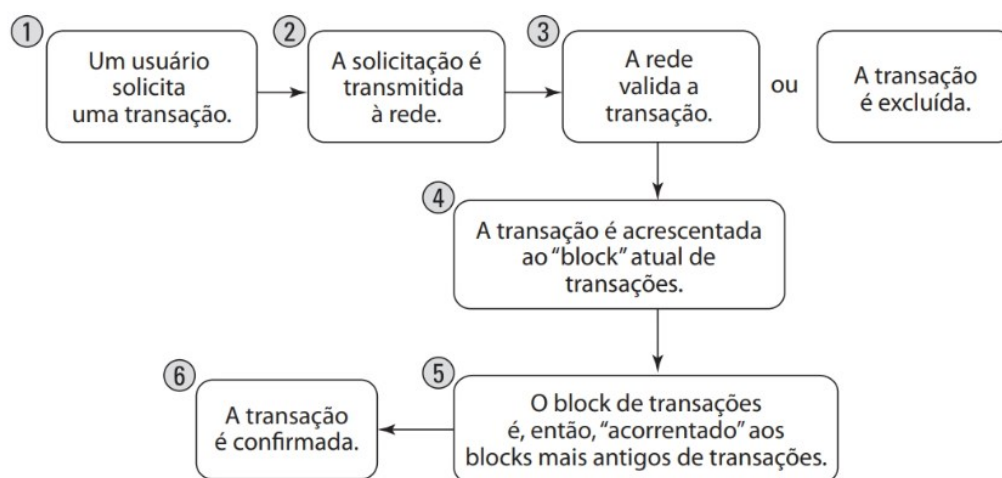 1
Um usuário
solicita
uma transação.
2
A solicitação é
transmitida
à rede.
3
A rede
valida a
transação.
ou
A transação
é excluída.
4
A transação é acrescentada
ao “block” atual de
transações.
5
O block de transações
é, então, “acorrentado” aos
blocks mais antigos de transações.
6
A transação
é confirmada.